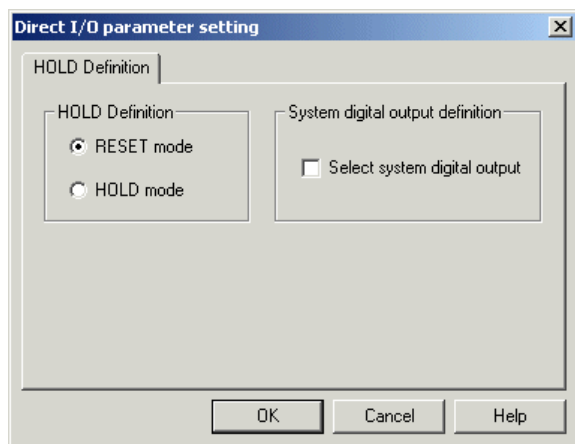 Direct I/O parameter setting
HOLD Definition
HOLD Definition
RESET mode
HOLD mode
System digital output definition
Select system digital output
OK
Cancel
Help